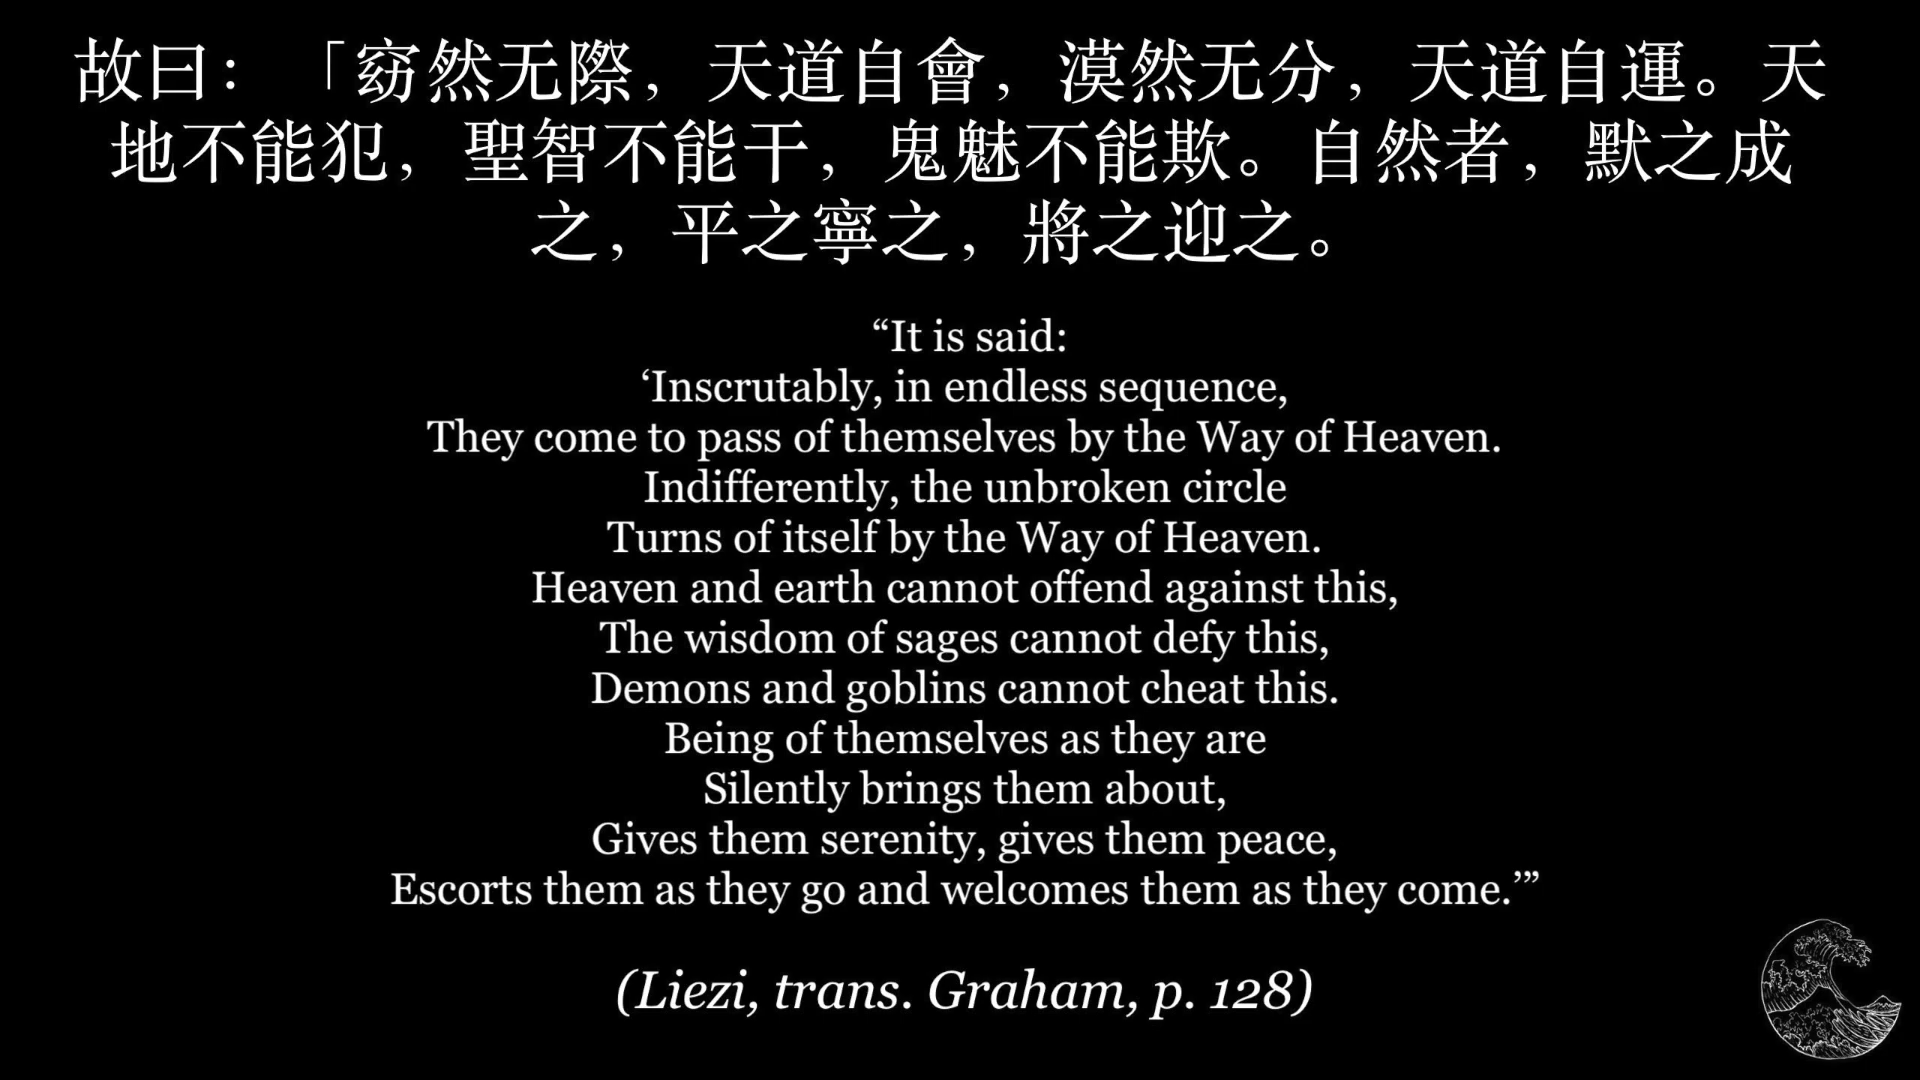 故曰：「窈然无際，天道自會，漠然无分，天道自運。天
地不能犯，聖智不能干，鬼魅不能欺。自然者，默之成
之，平之寧之，將之迎之。
“It is said:
‘Inscrutably, in endless sequence,
They come to pass of themselves by the Way of Heaven.
Indifferently, the unbroken circle
Turns of itself by the Way of Heaven.
Heaven and earth cannot offend against this,
The wisdom of sages cannot defy this,
Demons and goblins cannot cheat this.
Being of themselves as they are
Silently brings them about,
Gives them serenity, gives them peace,
Escorts them as they go and welcomes them as they come.’”
(Liezi, trans. Graham, p. 128)